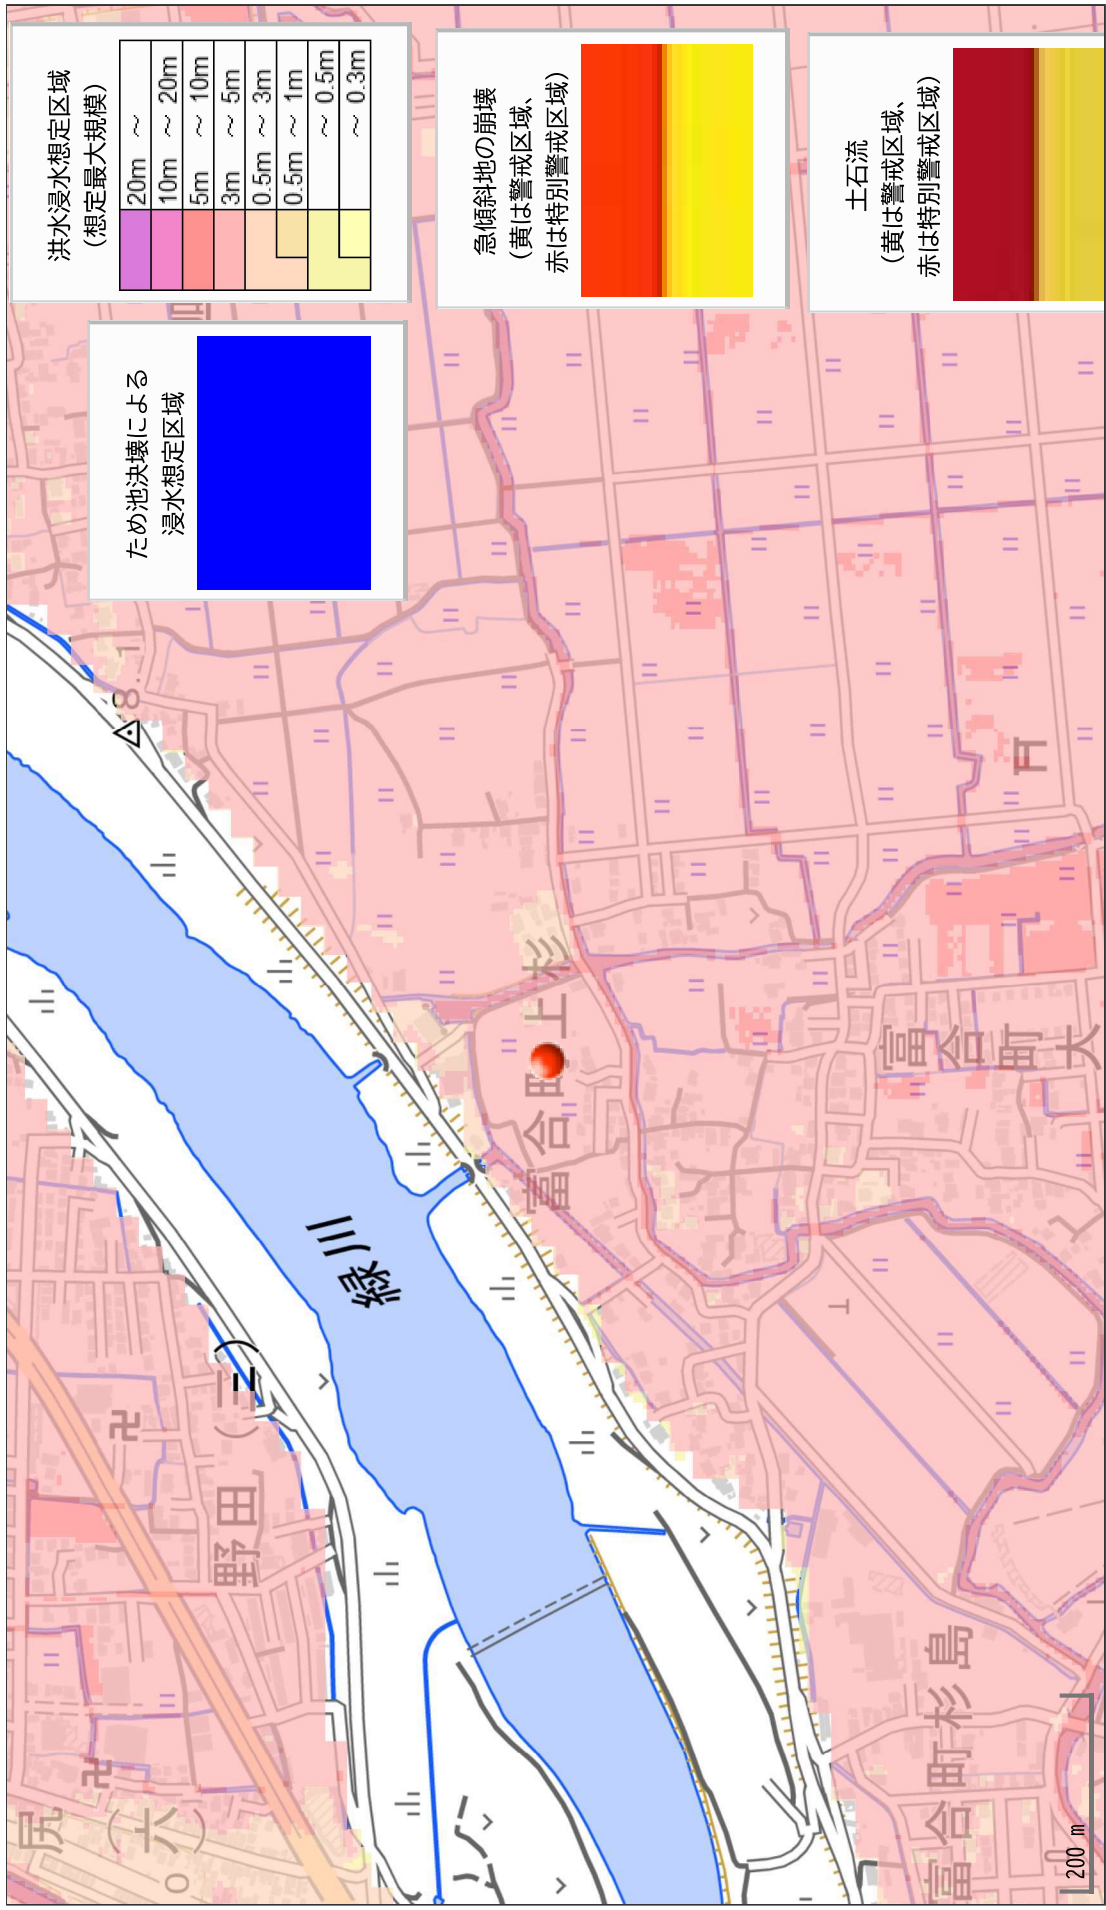 洪水浸水想定区域
（想定最大規模）
20m ～
10m ～ 20m
5m ～ 10m
3m ～ 5m
0.5m ～ 3m
0.5m ～ 1m
～ 0.5m
～ 0.3m
ため池決壊による
浸水想定区域
急傾斜地の崩壊
（黄は警戒区域、
赤は特別警戒区域）
土石流
（黄は警戒区域、
赤は特別警戒区域）
8.1
緑川
富合町上杉
富合町大
野田
（三）
尻
（大）
富合町杉島
200 m